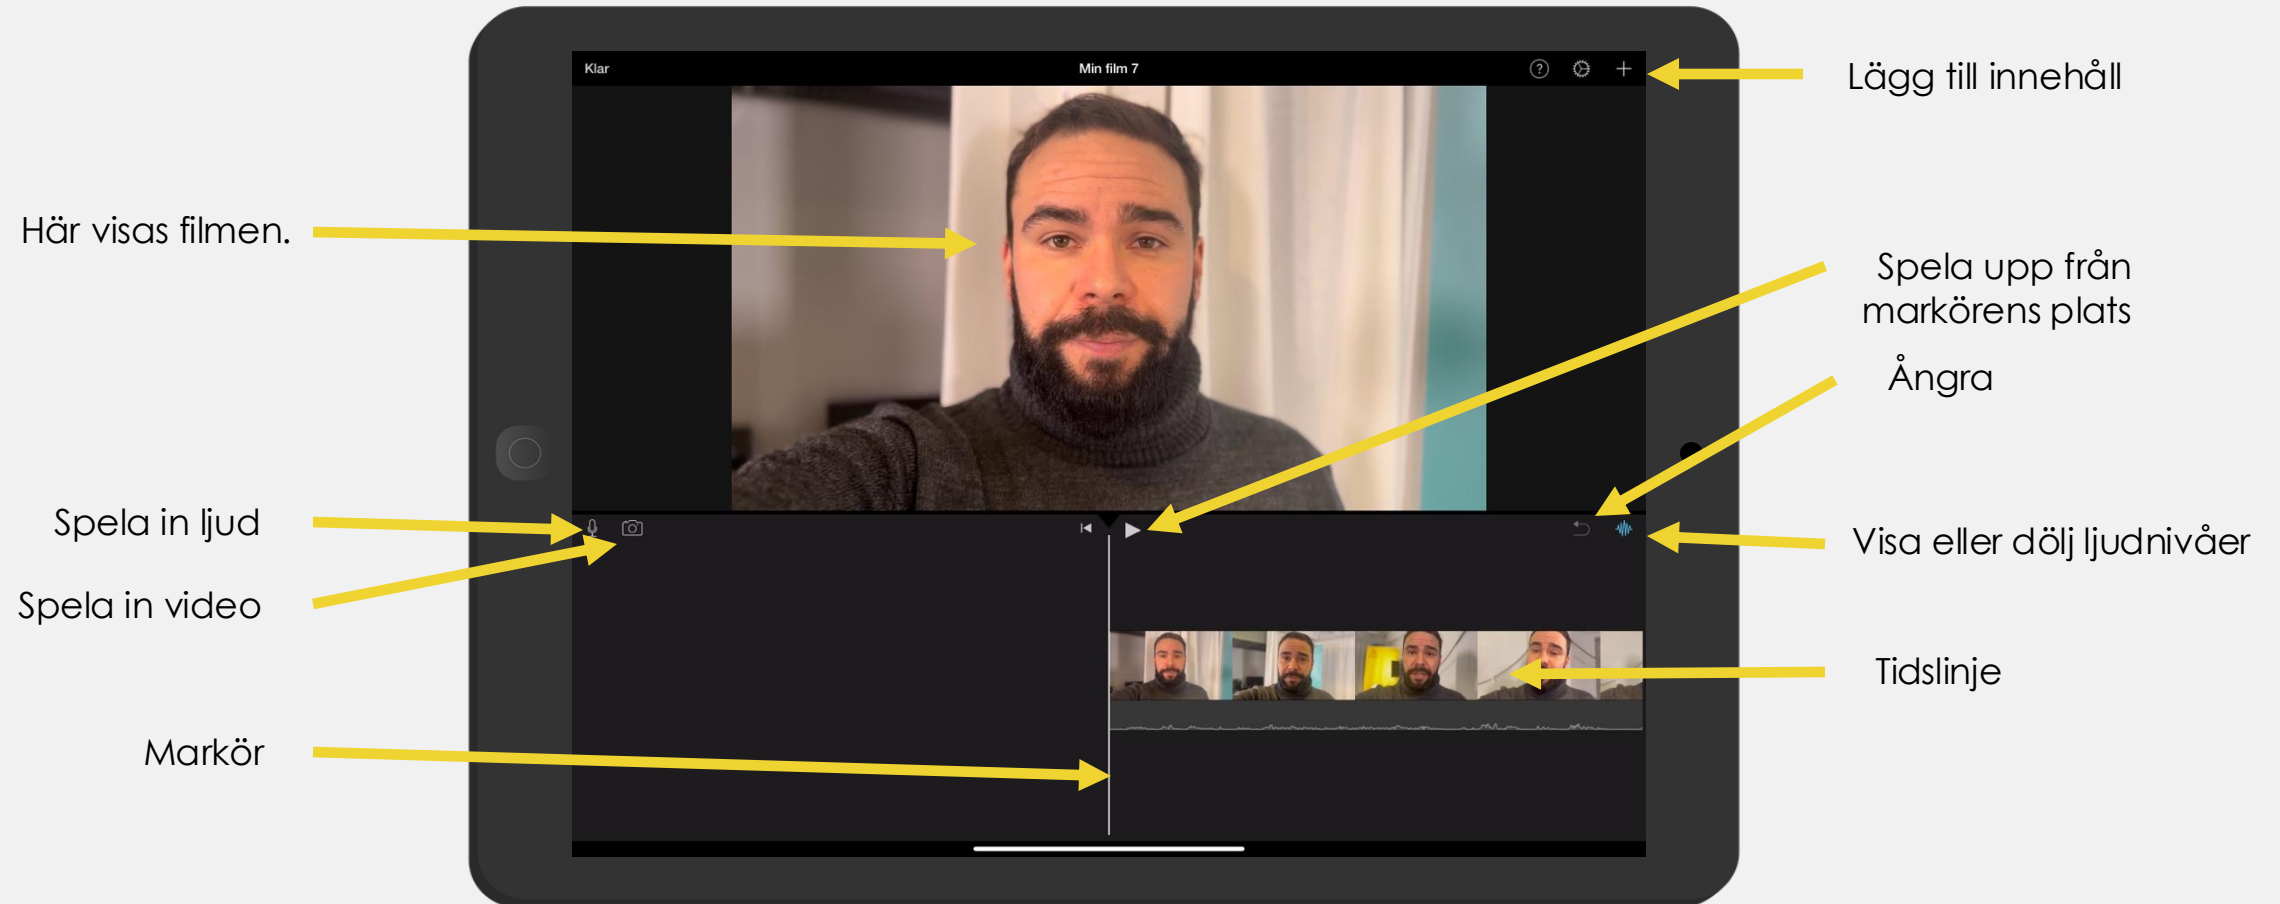 Klar
Min film 7
?
Lägg till innehåll
Här visas filmen.
Spela upp från
markörens plats
Ångra
Spela in ljud
Visa eller dölj ljudnivåer
Spela in video
Tidslinje
Markör